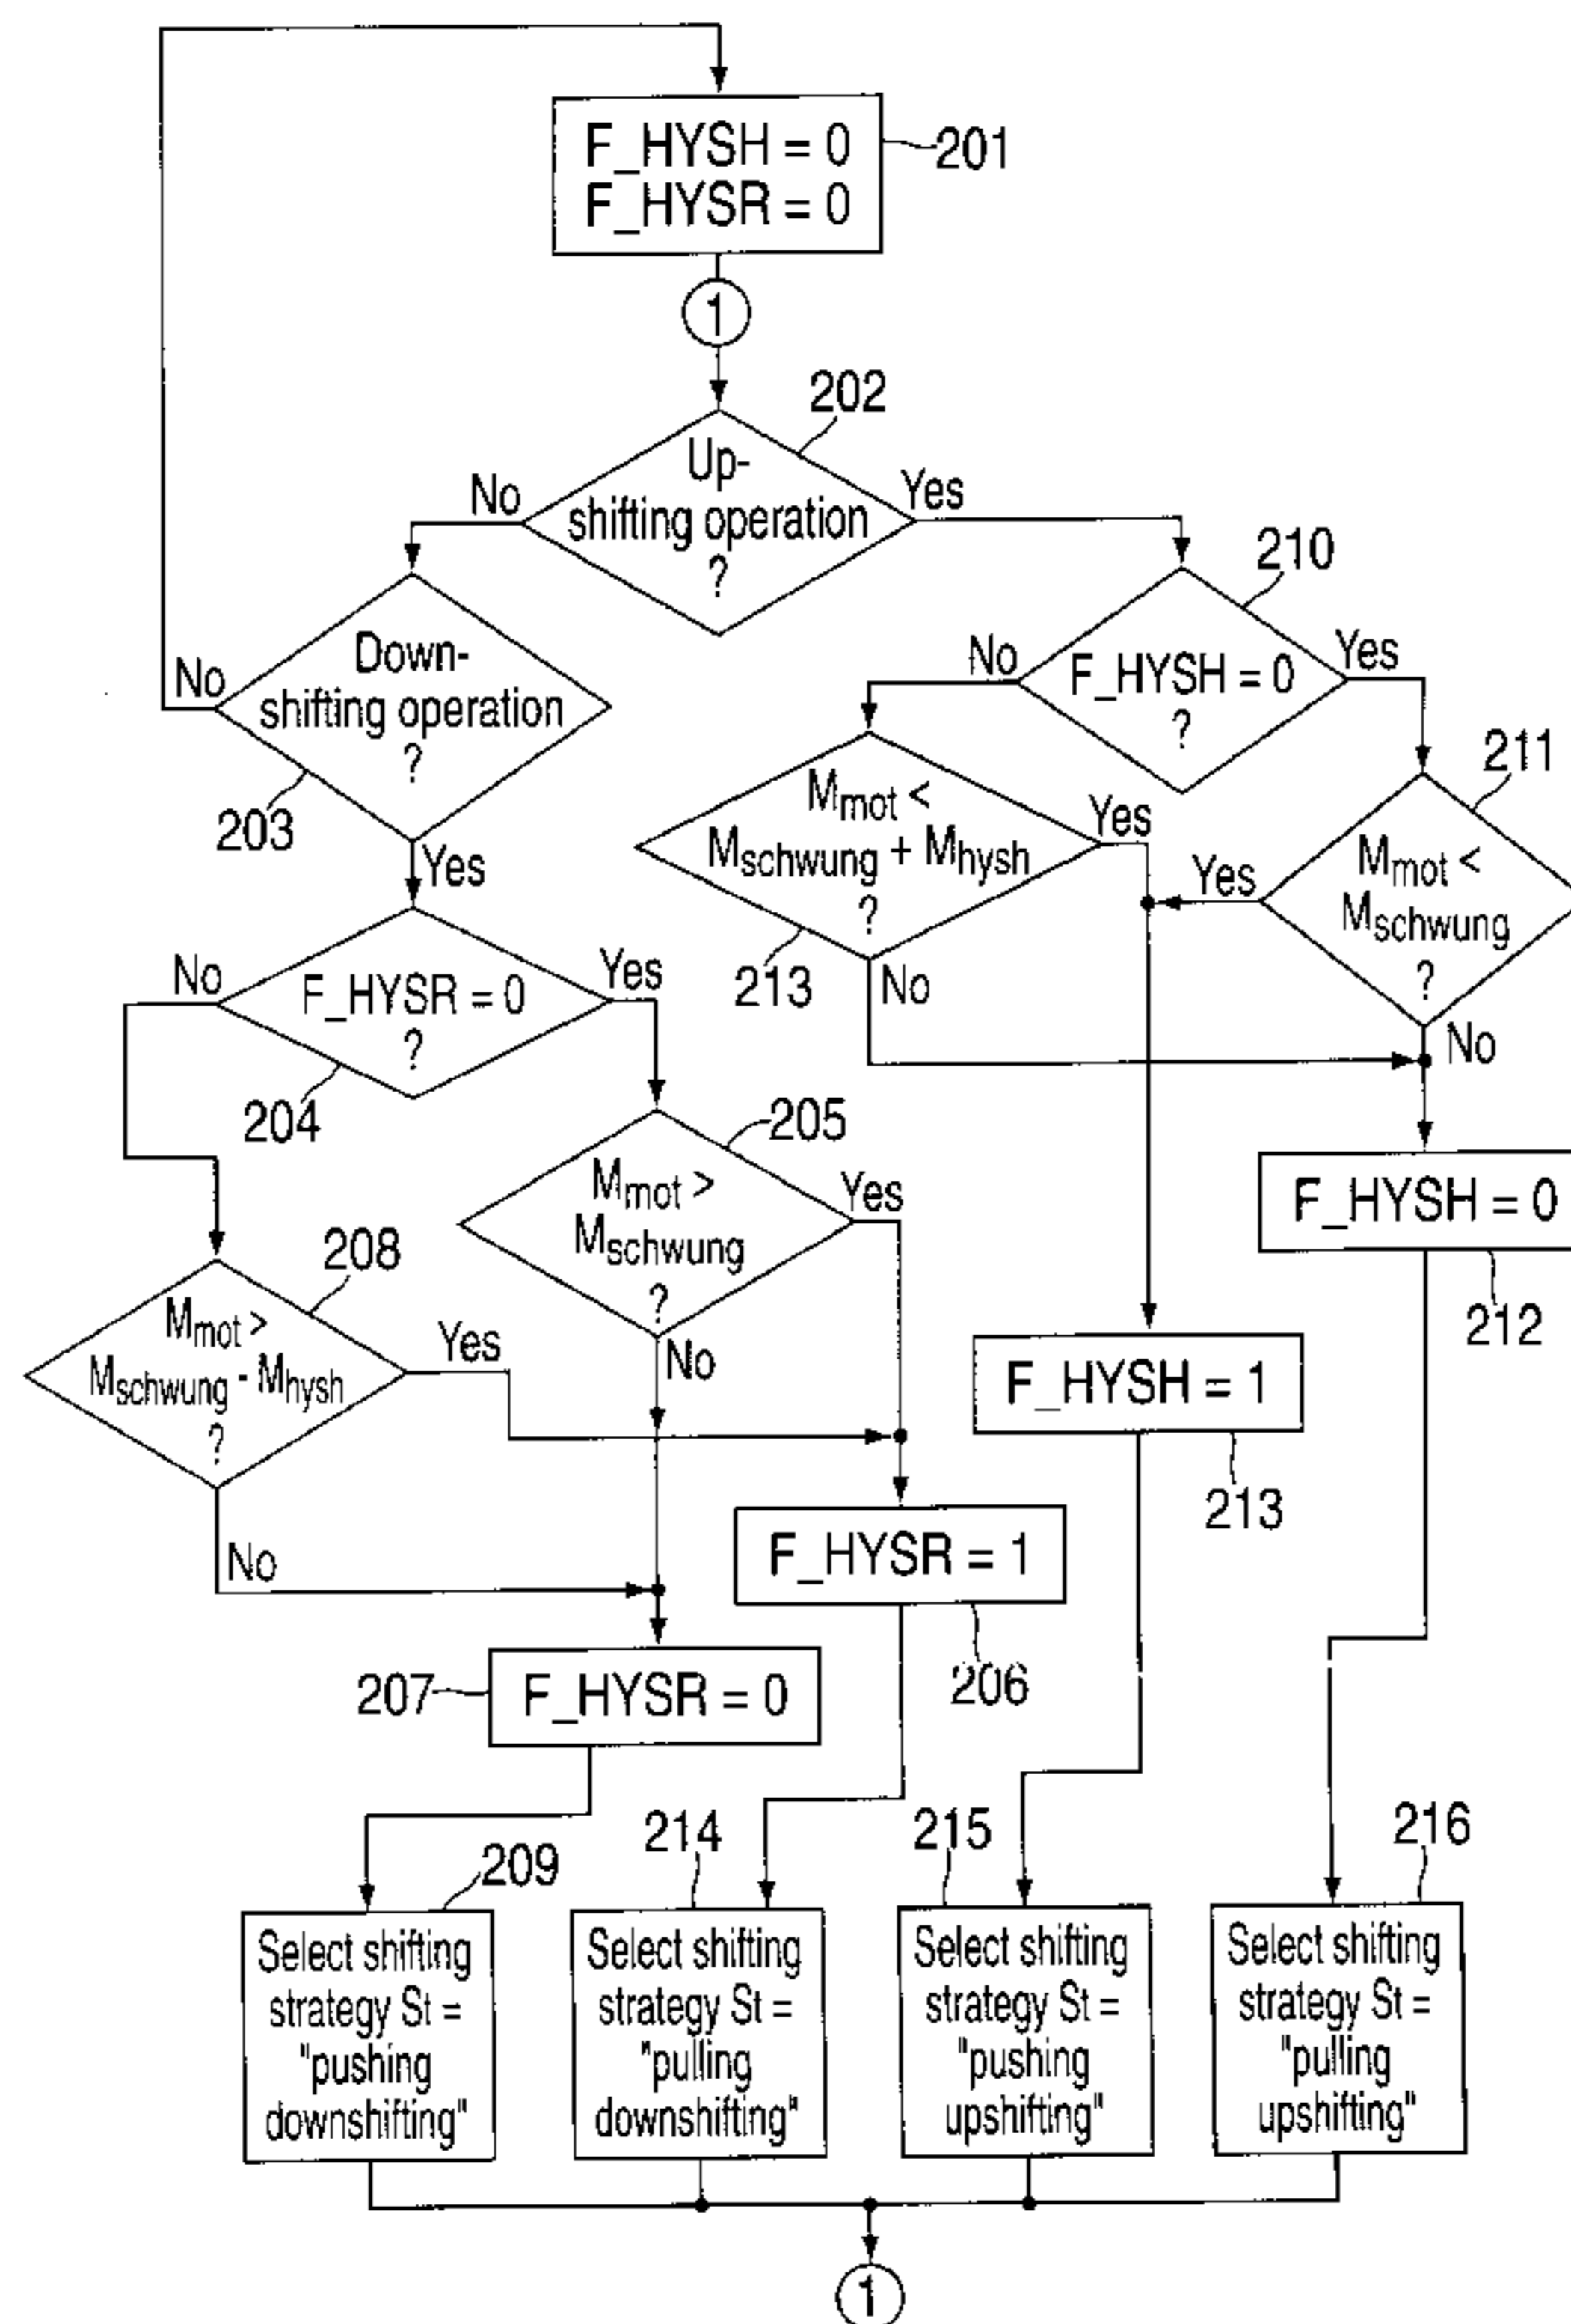 F_HYSH = 0
F_HYSR = 0
201
1
202
Up-
shifting operation
?
No
Yes
210
Down-
shifting operation
?
No
203
Yes
F_HYSH = 0
?
No
Yes
211
Mmot <
Mschwung + Mhysh
?
Yes
213
No
Mmot <
Mschwung
?
Yes
No
F_HYSR = 0
?
No
Yes
204
205
Mmot >
Mschwung
?
Yes
No
F_HYSH = 0
212
208
Mmot >
Mschwung - Mhysh
?
Yes
No
F_HYSH = 1
213
F_HYSR = 1
206
207
F_HYSR = 0
209
214
215
216
Select shifting
strategy St =
"pushing
downshifting"
Select shifting
strategy St =
"pulling
downshifting"
Select shifting
strategy St =
"pushing
upshifting"
Select shifting
strategy St =
"pulling
upshifting"
1